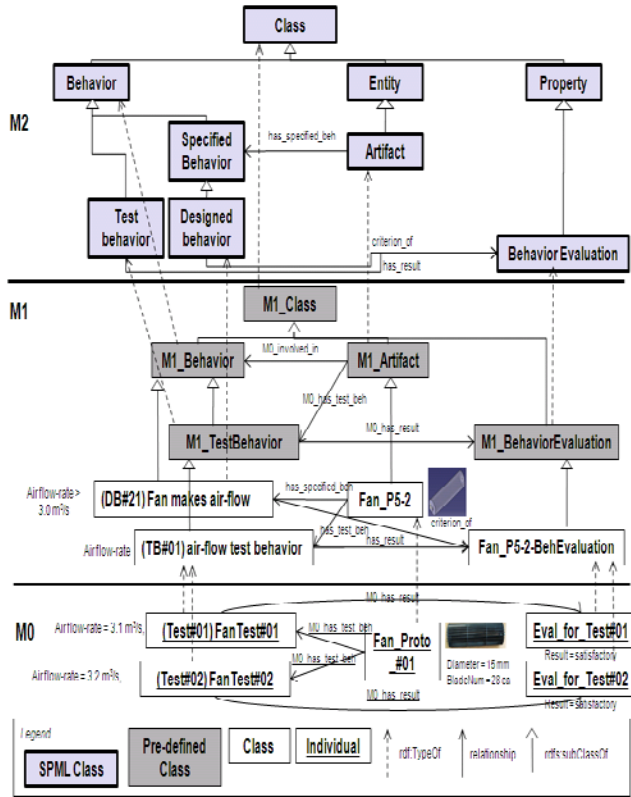 Class
Behavior
Entity
Property
M2
Specified
Behavior
has_specified_beh
Artifact
Test
behavior
Designed
behavior
criterion_of
has_result
BehaviorEvaluation
M1
M1_Class
M1_Behavior
M0_involved_in
M1_Artifact
M0_has_test_beh
M1_TestBehavior
M0_has_result
M1_BehaviorEvaluation
Airflow-rate >
3.0 m³/s
(DB#21) Fan makes air-flow
has_spcofiod_boh
Fan_P5-2
criterion_of
has_test_beh
Airflow-rate
(TB#01) air-flow test behavior
has_result
Fan_P5-2-BehEvaluation
M0
M0_has_result
Airflow-rate = 3.1 m³/s,
(Test#01) FanTest#01
M0_has_test_beh
Fan_Proto
_#01
Eval_for_Test#01
Result = satisfactory
Airflow-rate = 3.2 m³/s,
(Test#02) FanTest#02
M0_has_test_beh
Diameter = 15 mm
BladeNum = 28 ca
Eval_for_Test#02
M0_has_result
Result = satisfactory
Legend
SPML Class
Pre-defined
Class
Class
Individual
rdf:TypeOf
relationship
rdfs:subClassOf